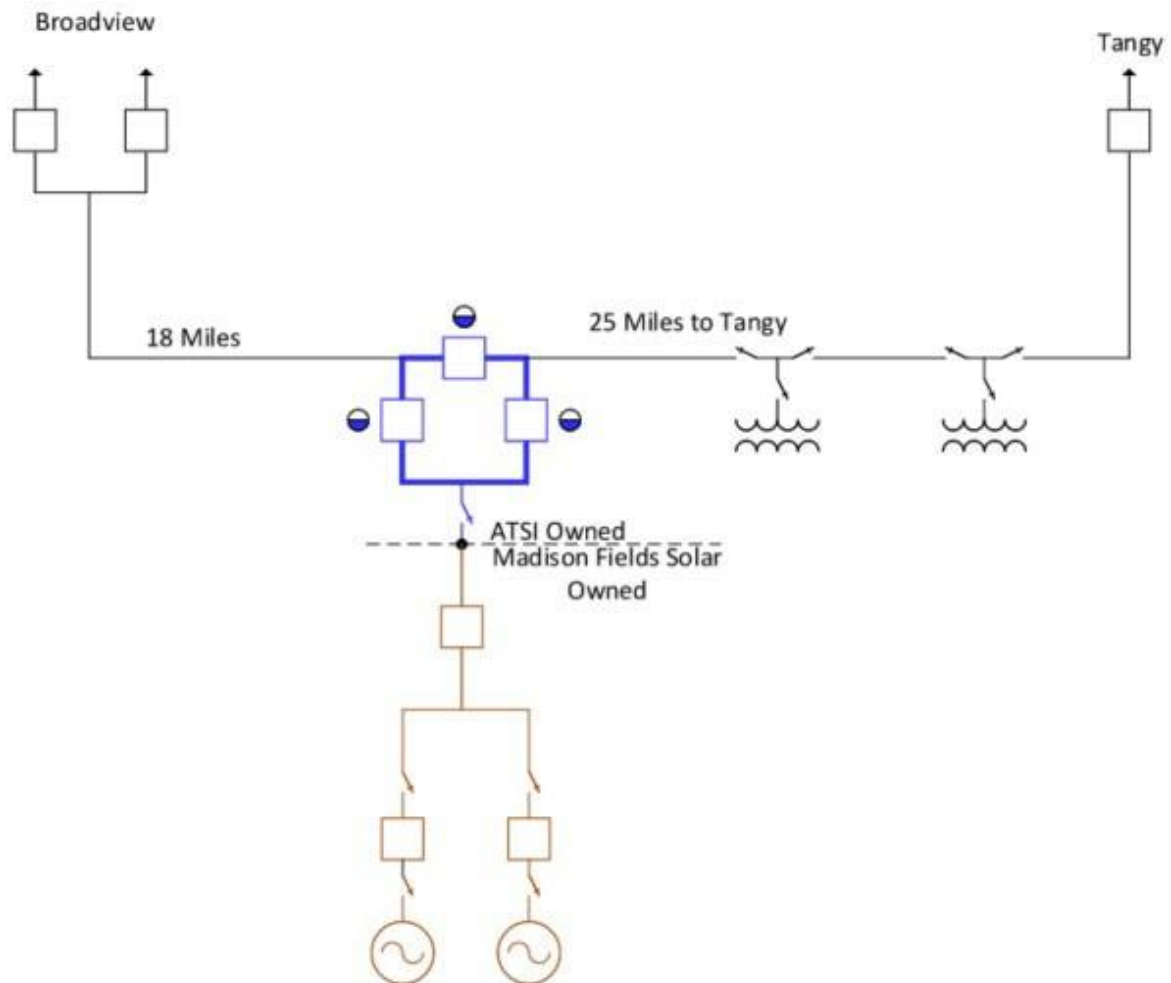 Broadview
Tangy
18 Miles
25 Miles to Tangy
ATSI Owned
Madison Fields Solar
Owned